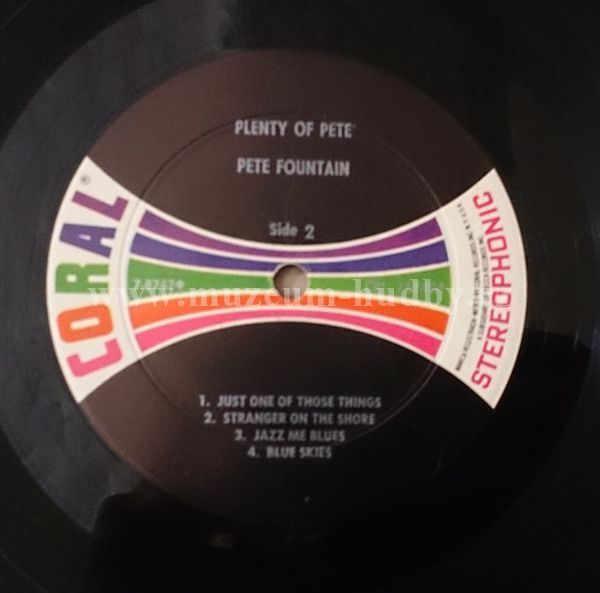 PLENTY OF PETE
PETE FOUNTAIN
Side 2
CORAL®
STEREOPHONIC
1. JUST ONE OF THOSE THINGS
2. STRANGER ON THE SHORE
3. JAZZ ME BLUES
4. BLUE SKIES
www.muzeum-hudby.